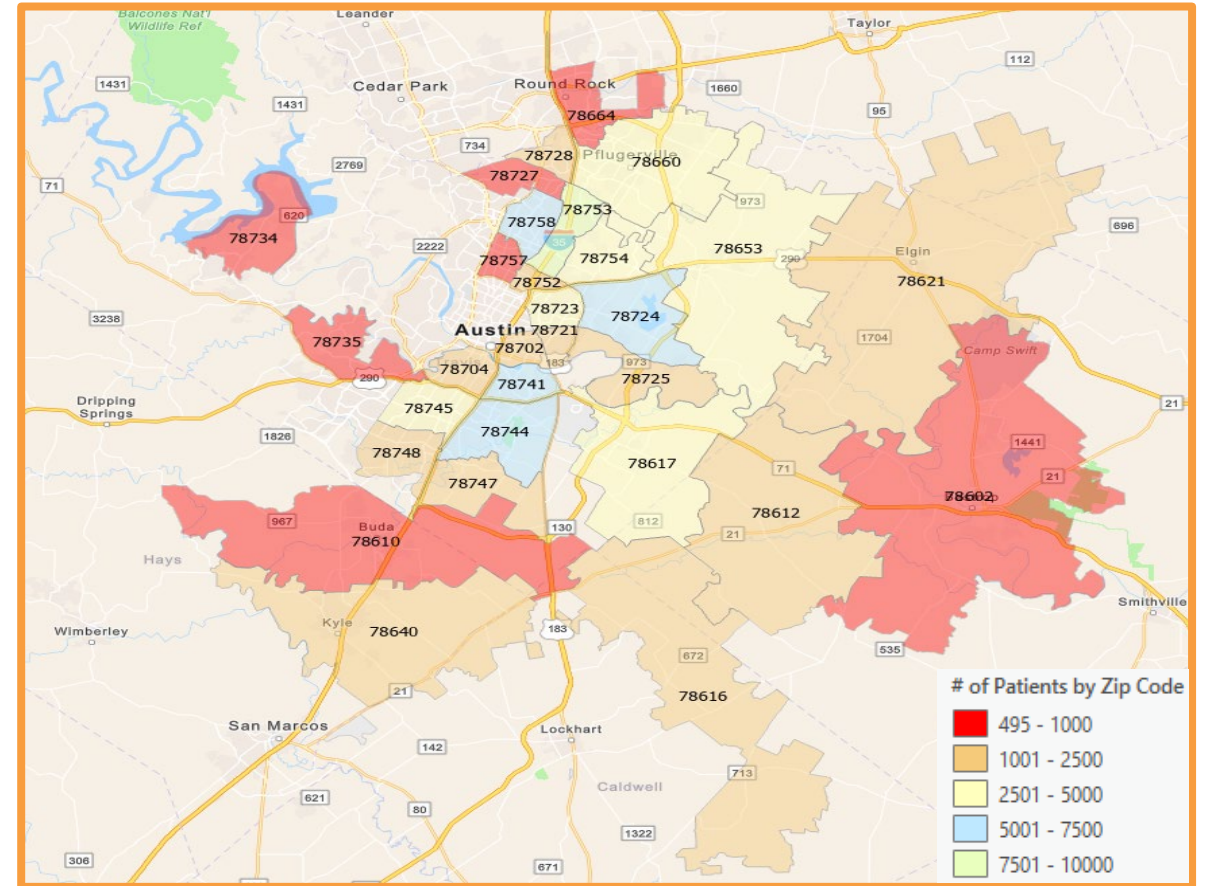 Balcones Nat'l
Wildlife Ref
Leander
Taylor
112
1431
Cedar Park
Round Rock
1660
1431
95
78664
734
78728
Pflugerville
78660
2769
78727
71
973
620
78753
78758
696
78734
2222
35
78653
Elgin
78757
78754
290
78752
78621
78723
3238
78724
Austin
78721
1704
78735
78702
Camp Swift
Travis
183
973
78704
78725
290
78741
Dripping
Springs
78745
21
1826
78744
1441
78748
78617
71
21
78747
78602
967
Buda
130
812
78612
78610
21
Hays
Smithville
Kyle
78640
183
Wimberley
535
672
21
78616
San Marcos
Lockhart
142
713
621
Caldwell
80
1322
306
671
# of Patients by Zip Code
495 - 1000
1001 - 2500
2501 - 5000
5001 - 7500
7501 - 10000